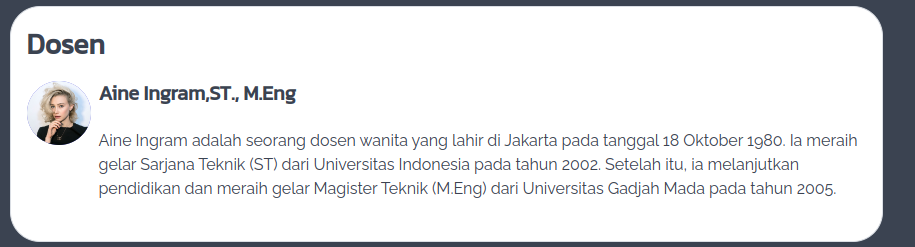 Dosen
Aine Ingram,ST., M.Eng
Aine Ingram adalah seorang dosen wanita yang lahir di Jakarta pada tanggal 18 Oktober 1980. Ia meraih
gelar Sarjana Teknik (ST) dari Universitas Indonesia pada tahun 2002. Setelah itu, ia melanjutkan
pendidikan dan meraih gelar Magister Teknik (M.Eng) dari Universitas Gadjah Mada pada tahun 2005.